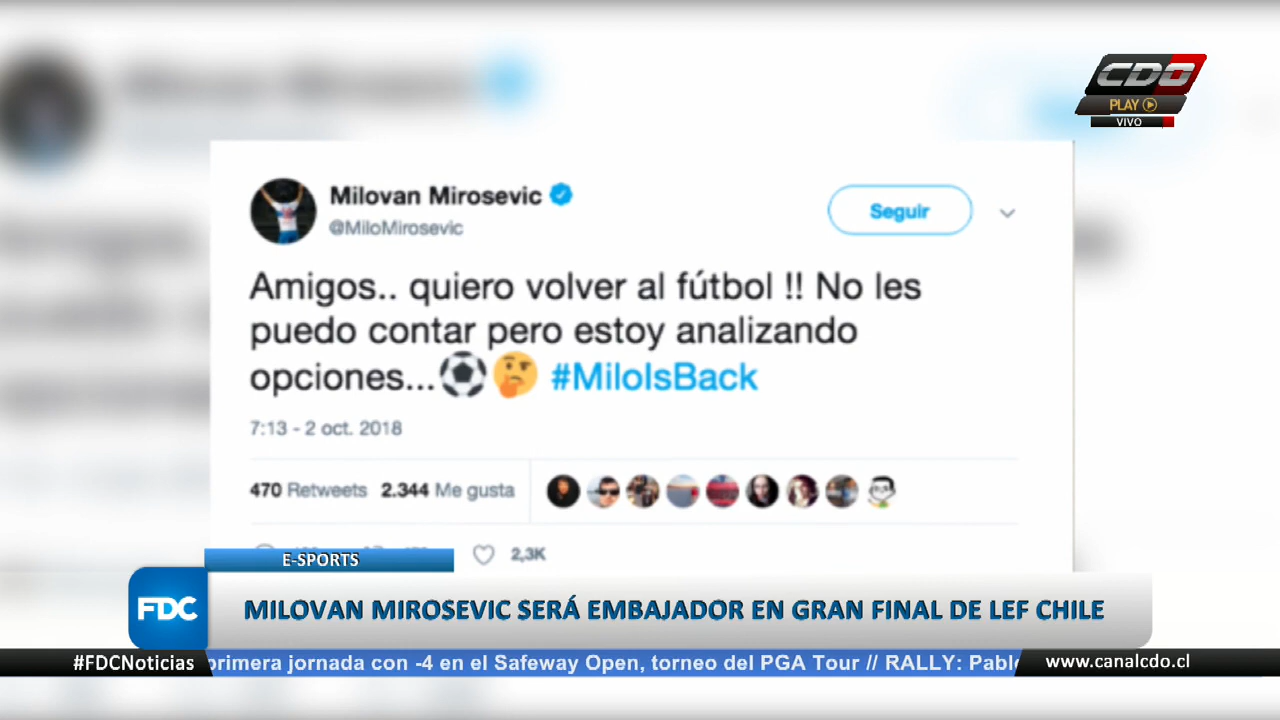 CDO
PLAY
VIVO
Milovan Mirosevic
@MiloMirosevic
Seguir
Amigos.. quiero volver al fútbol !! No les
puedo contar pero estoy analizando
opciones... #MiloIsBack
7:13 - 2 oct. 2018
470 Retweets 2.344 Me gusta
2,3K
E-SPORTS
FDC
MILOVAN MIROSEVIC SERÁ EMBAJADOR EN GRAN FINAL DE LEF CHILE
#FDCNoticias primera jornada con -4 en el Safeway Open, torneo del PGA Tour // RALLY: Pablo www.canalcdo.cl